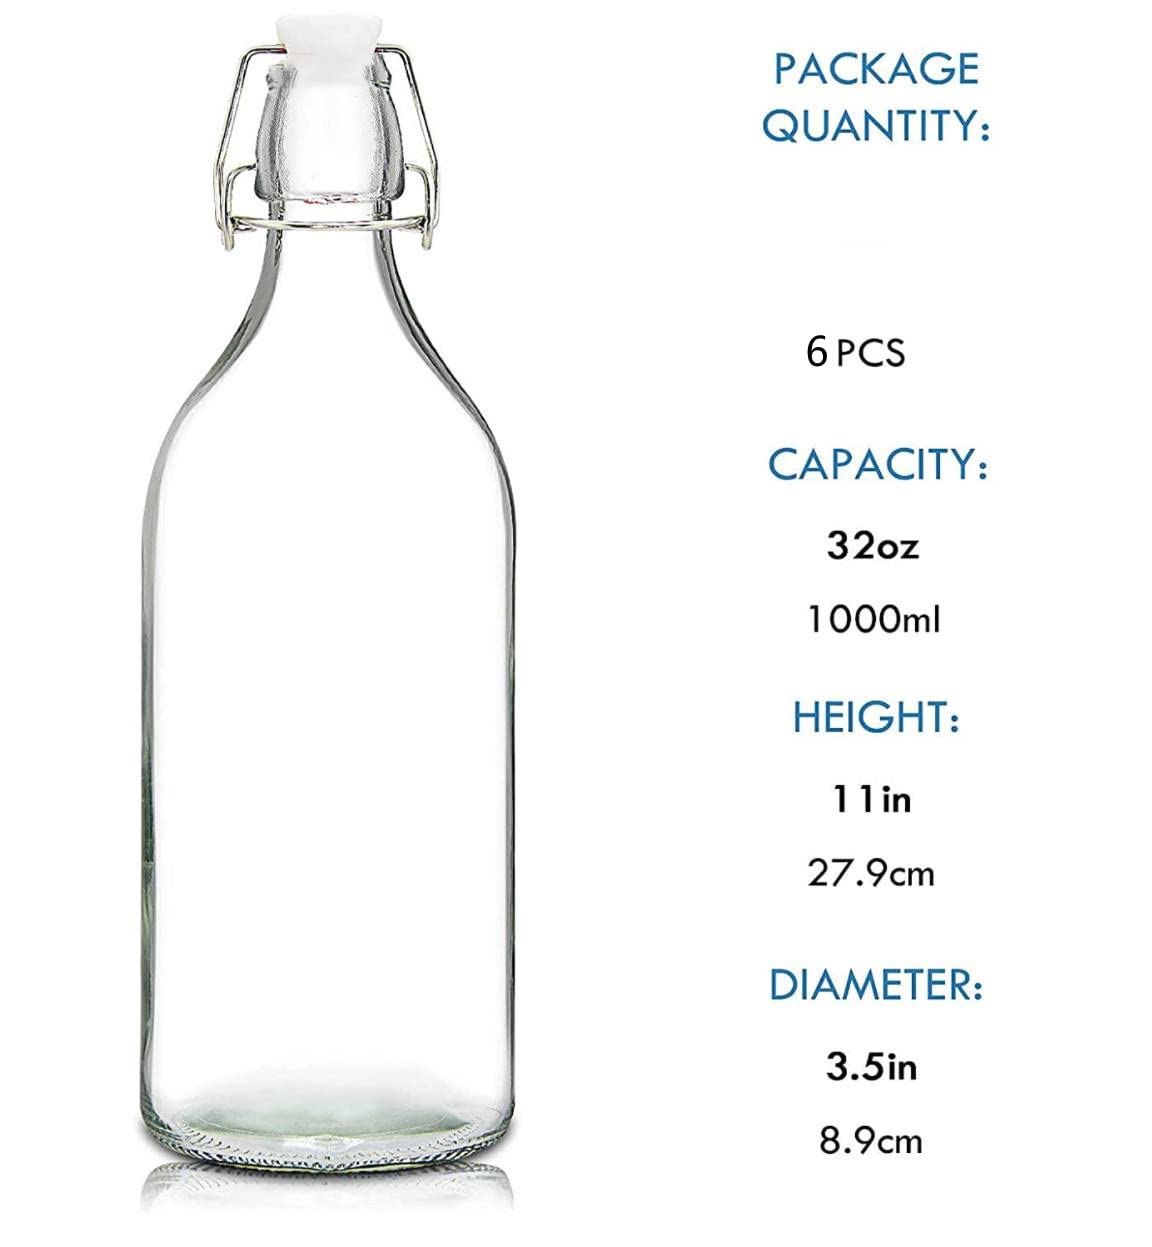 PACKAGE
QUANTITY:
6 PCS
CAPACITY:
32oz
1000ml
HEIGHT:
11in
27.9cm
DIAMETER:
3.5in
8.9cm